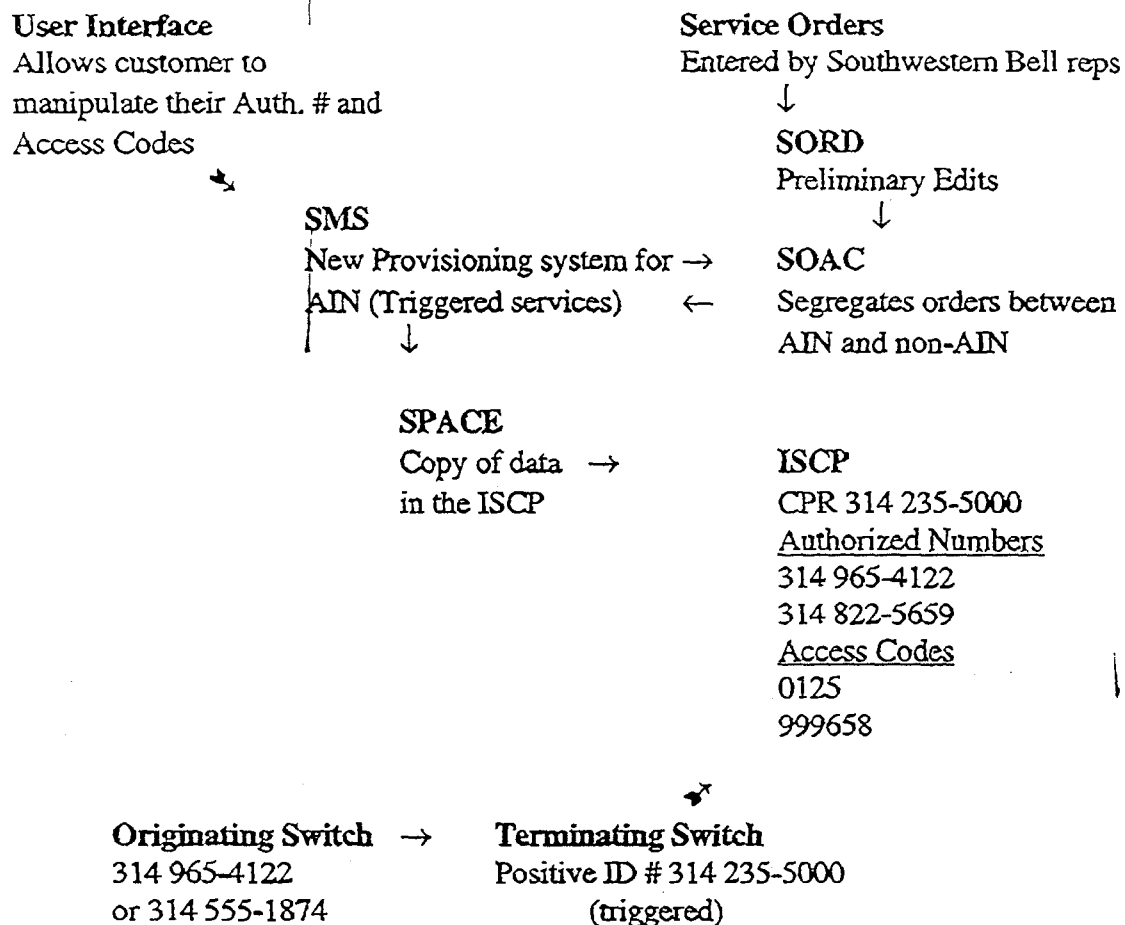 User Interface
Allows customer to
manipulate their Auth. # and
Access Codes
Service Orders
Entered by Southwestern Bell reps
↓
SORD
Preliminary Edits
↓
SMS
New Provisioning system for →
AIN (Triggered services) ←
↓
SOAC
Segregates orders between
AIN and non-AIN
SPACE
Copy of data →
in the ISCP
ISCP
CPR 314 235-5000
Authorized Numbers
314 965-4122
314 822-5659
Access Codes
0125
999658
Originating Switch →
314 965-4122
or 314 555-1874
Terminating Switch
Positive ID # 314 235-5000
(triggered)